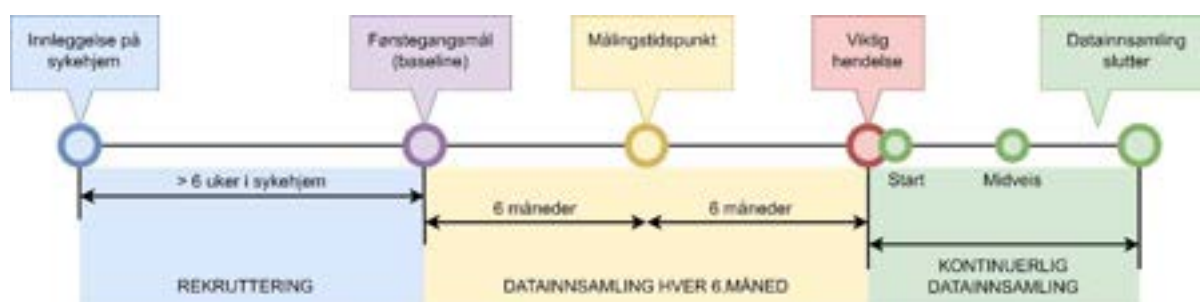 Innleggelse på
sykehjem
Førstegangsmål
(baseline)
Målingstidspunkt
Viktig
hendelse
Datainnsamling
slutter
Start
Midveis
> 6 uker i sykehjem
6 måneder
6 måneder
REKRUTTERING
DATAINNSAMLING HVER 6.MÅNED
KONTINUERLIG
DATAINNSAMLING